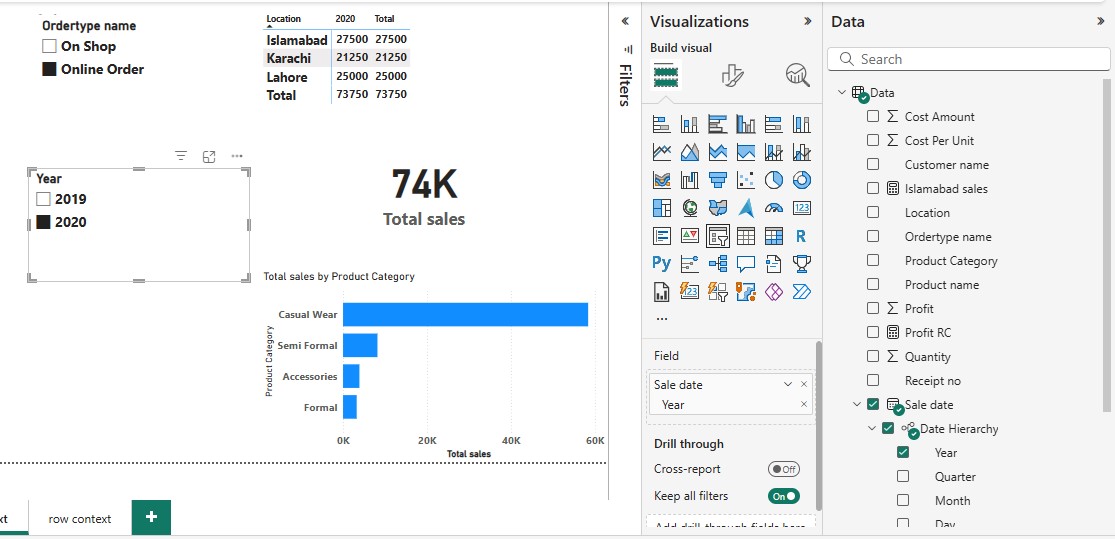 Ordertype name
On Shop
Online Order
Location 2020 Total
Islamabad 27500 27500
Karachi 21250 21250
Lahore 25000 25000
Total 73750 73750
Year
2019
2020
74K
Total sales
Total sales by Product Category
Product Category
Casual Wear
Semi Formal
Accessories
Formal
0K 20K 40K 60K
Total sales
xt
row context
+
Filters
Visualizations
Build visual
123
R
Py
123
...
Field
Sale date
Year
Drill through
Cross-report
Off
Keep all filters
On
Add drill-through fields here
Data
Search
Data
Cost Amount
Cost Per Unit
Customer name
Islamabad sales
Location
Ordertype name
Product Category
Product name
Profit
Profit RC
Quantity
Receipt no
Sale date
Date Hierarchy
Year
Quarter
Month
Day